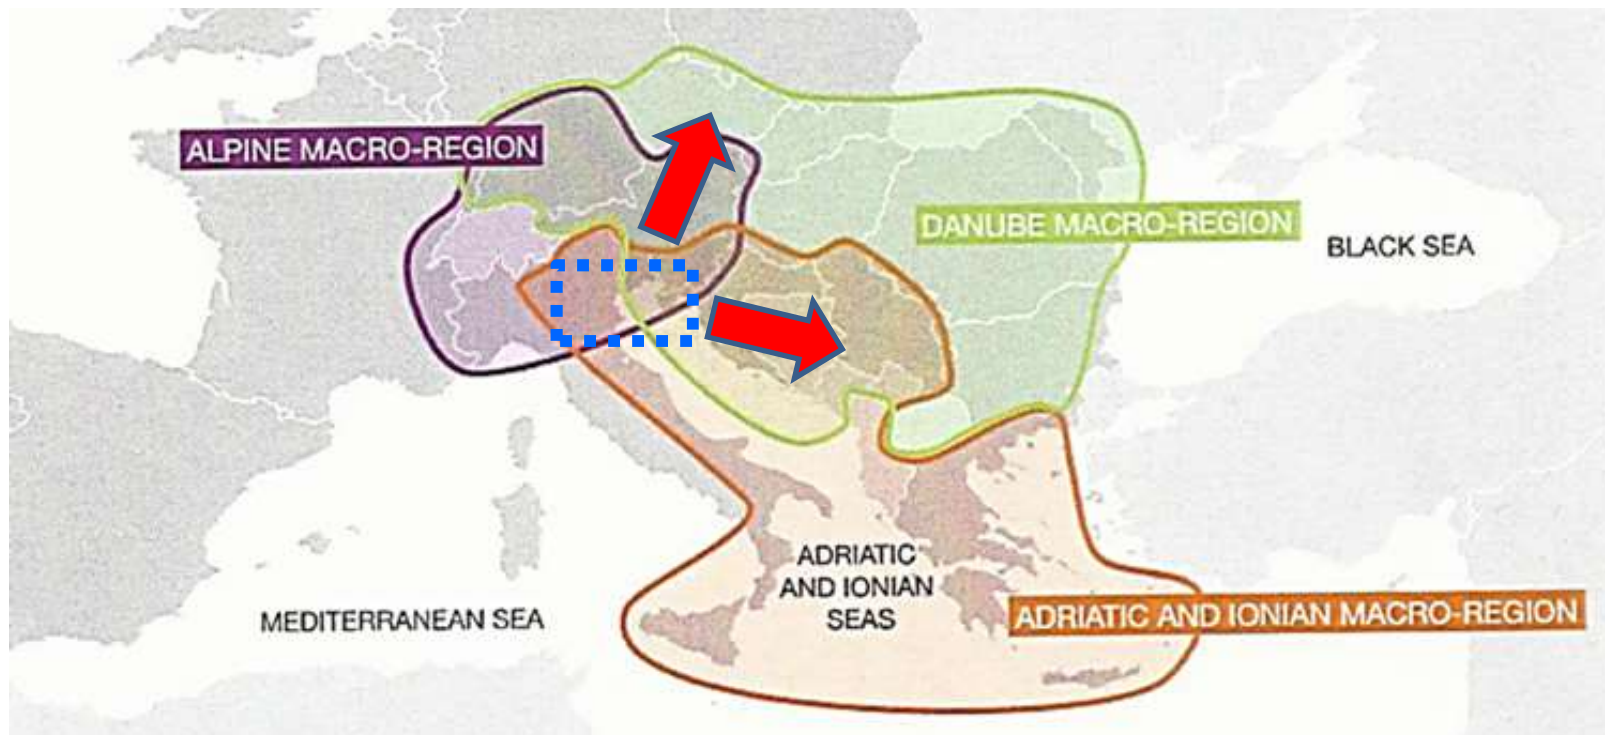 ALPINE MACRO-REGION
DANUBE MACRO-REGION
BLACK SEA
ADRIATIC
AND IONIAN
SEAS
MEDITERRANEAN SEA
ADRIATIC AND IONIAN MACRO-REGION